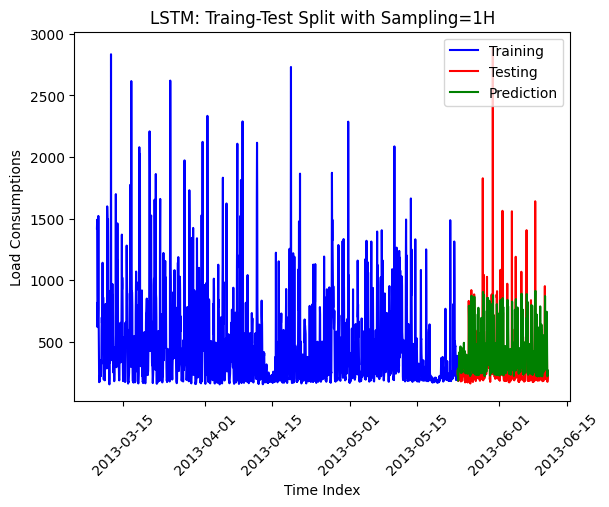 LSTM: Traing-Test Split with Sampling=1H
Training
Testing
Prediction
Load Consumptions
3000
2500
2000
1500
1000
500
2013-03-15
2013-04-01
2013-04-15
2013-05-01
2013-05-15
2013-06-01
2013-06-15
Time Index